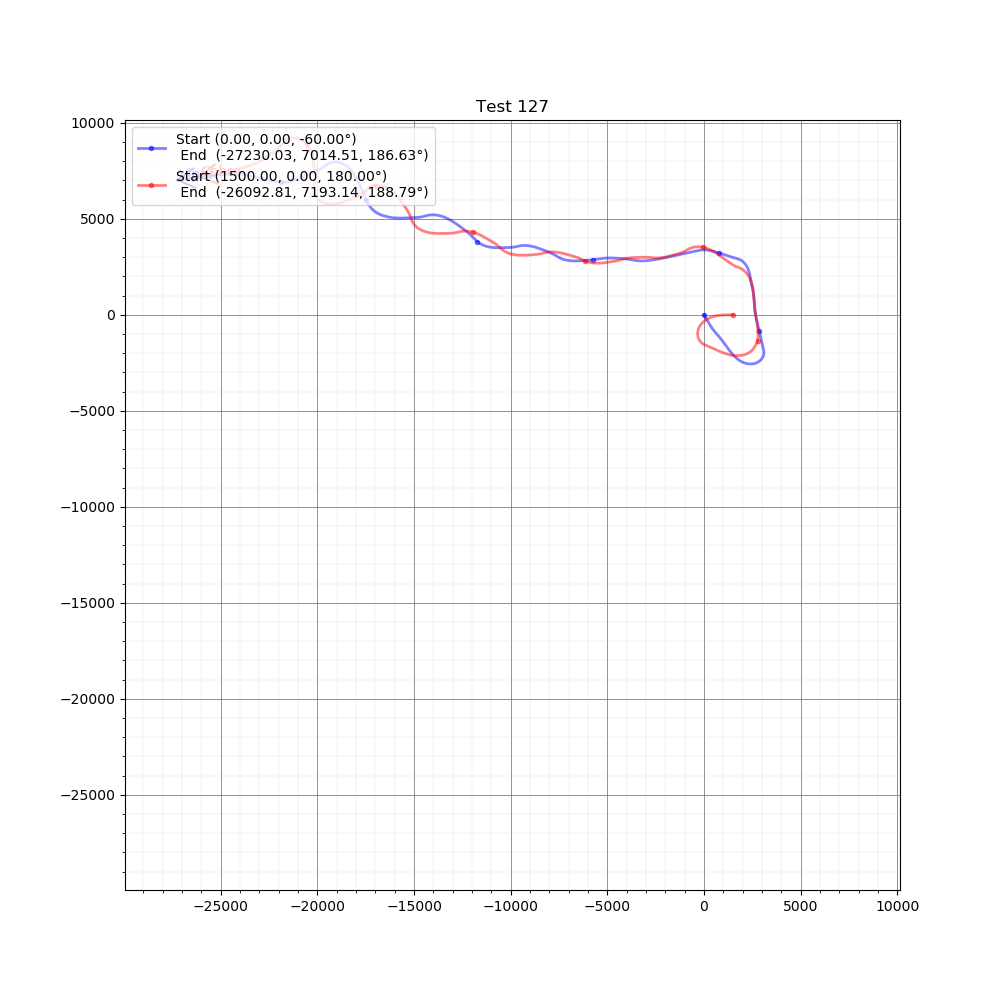 Test 127
Start (0.00, 0.00, -60.00°)
End (-27230.03, 7014.51, 186.63°)
Start (1500.00, 0.00, 180.00°)
End (-26092.81, 7193.14, 188.79°)
10000
5000
0
−5000
−10000
−15000
−20000
−25000
−25000 −20000 −15000 −10000 −5000 0 5000 10000